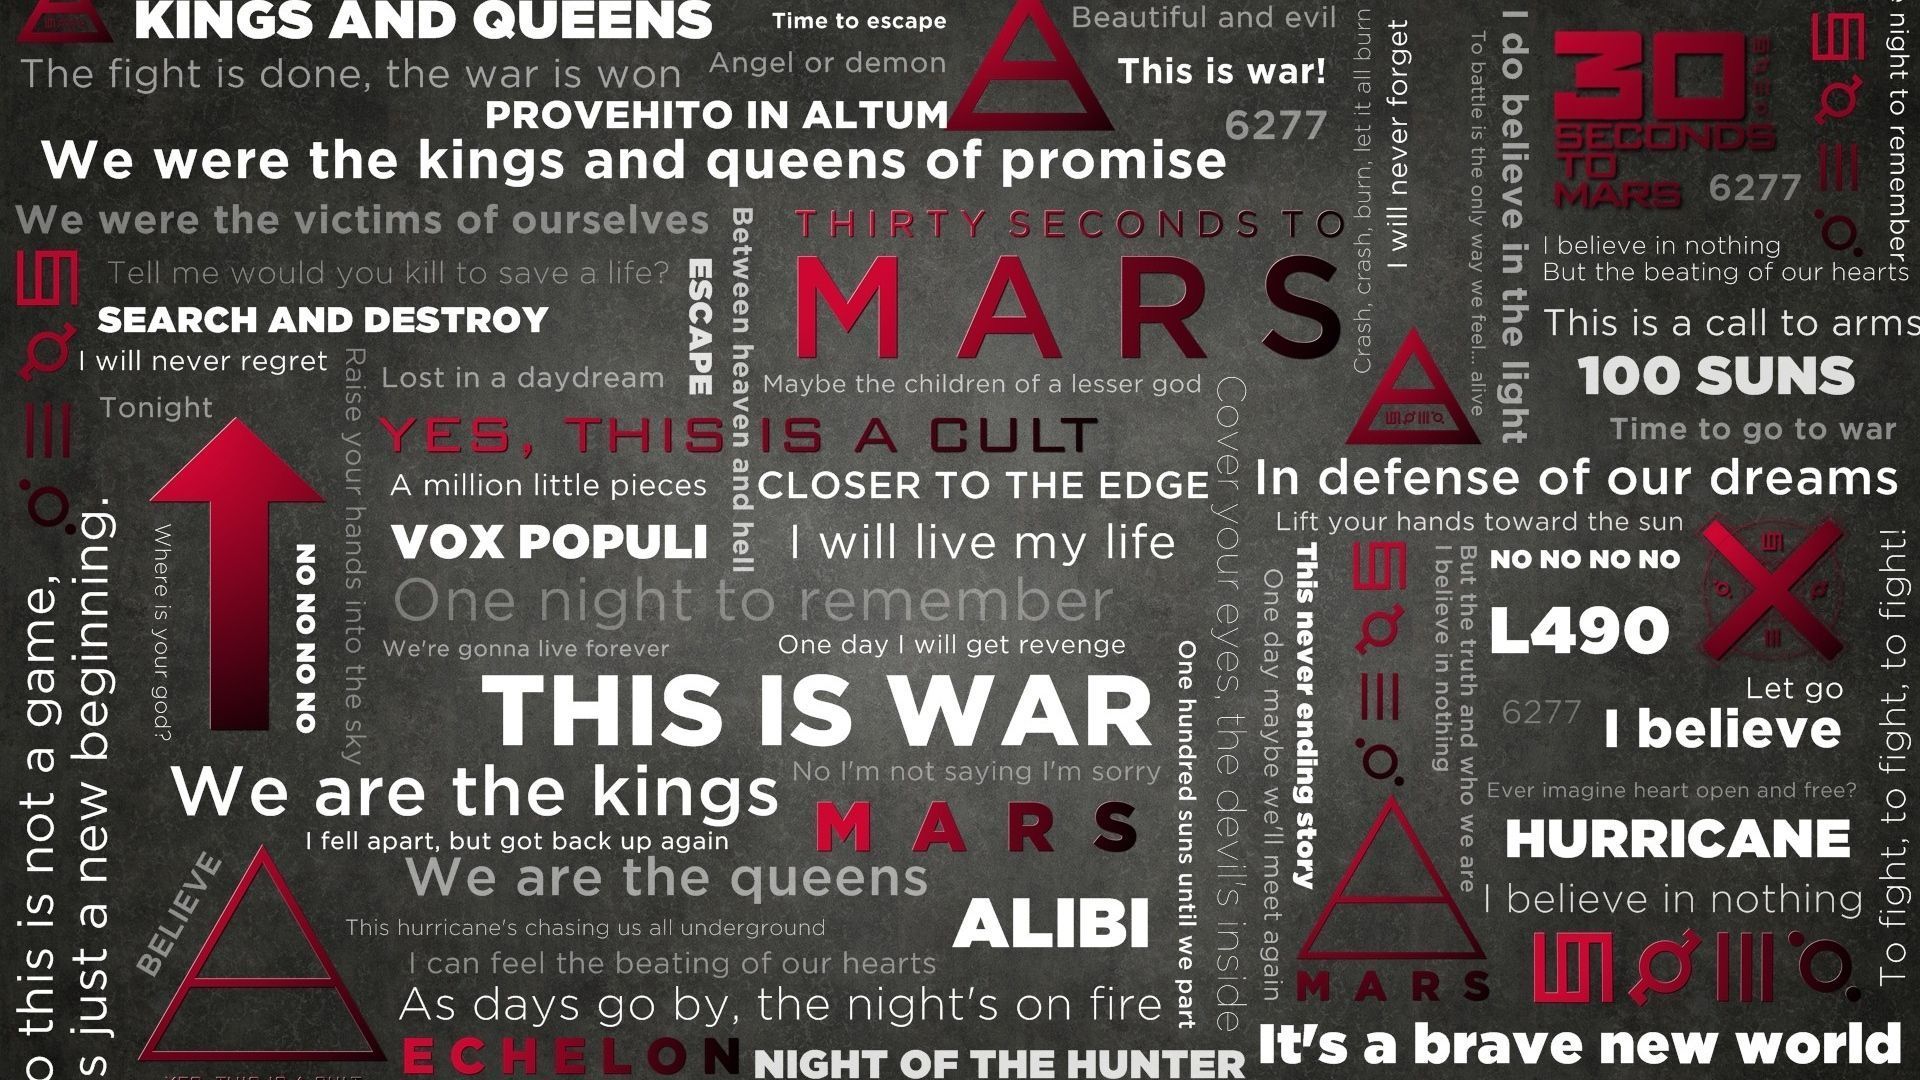 KINGS AND QUEENS
Time to escape
Beautiful and evil
The fight is done, the war is won
Angel or demon
This is war!
PROVEHITO IN ALTUM
6277
We were the kings and queens of promise
We were the victims of ourselves
Tell me would you kill to save a life?
SEARCH AND DESTROY
I will never regret
Lost in a daydream
Tonight
Raise your hands into the sky
ESCAPE
Between heaven and hell
THIRTY SECONDS TO
MARS
Maybe the children of a lesser god
Crash, crash, burn, let it all burn
I will never forget
To battle is the only way we feel... alive
I do believe in the light
30
SECONDS
TO
MARS
6277
night to remember
I believe in nothing
But the beating of our hearts
This is a call to arms
100 SUNS
Time to go to war
YES, THIS IS A CULT
A million little pieces
CLOSER TO THE EDGE
VOX POPULI
I will live my life
One night to remember
We're gonna live forever
One day I will get revenge
THIS IS WAR
Where is your god?
NO NO NO NO
o this is not a game,
s just a new beginning.
We are the kings
No I'm not saying I'm sorry
I fell apart, but got back up again
MARS
We are the queens
BELIEVE
This hurricane's chasing us all underground
ALIBI
I can feel the beating of our hearts
As days go by, the night's on fire
ECHELON
NIGHT OF THE HUNTER
One hundred suns until we part
Cover your eyes, the devil's inside
In defense of our dreams
Lift your hands toward the sun
One day maybe we'll meet again
This never ending story
I believe in nothing
But the truth and who we are
NO NO NO NO
L490
Let go
6277
I believe
Ever imagine heart open and free?
HURRICANE
I believe in nothing
To fight, to fight, to fight!
MARS
It's a brave new world